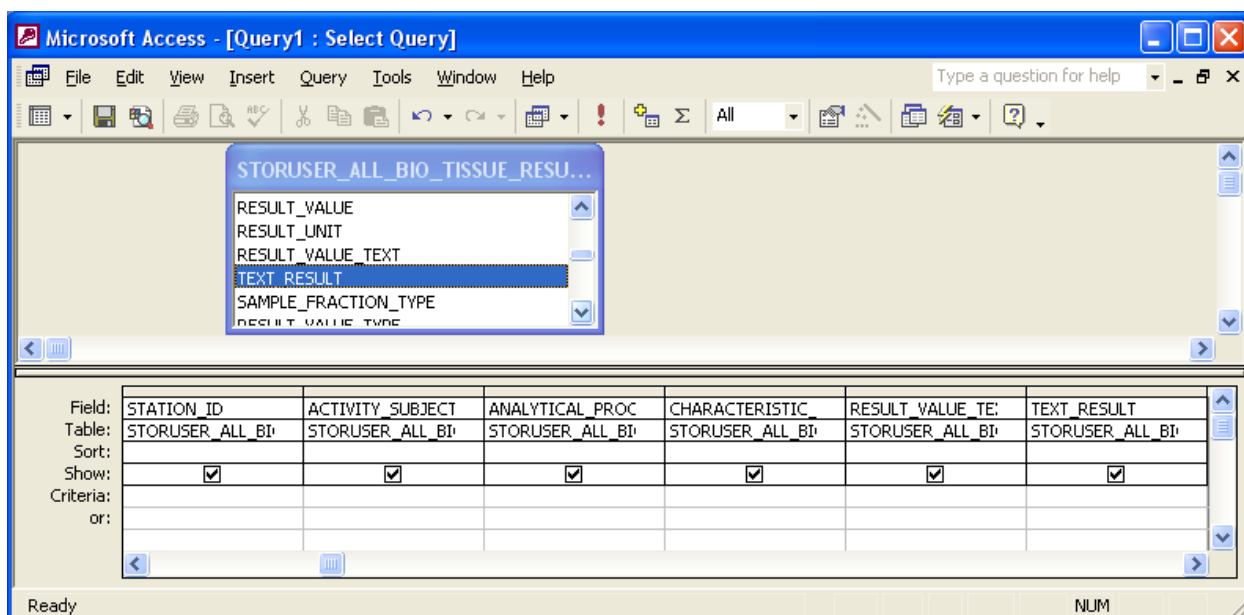 Microsoft Access - [Query1 : Select Query]
File Edit View Insert Query Tools Window Help Type a question for help
ABC All
STORUSER_ALL_BIO_TISSUE_RESU...
RESULT_VALUE
RESULT_UNIT
RESULT_VALUE_TEXT
TEXT_RESULT
SAMPLE_FRACTION_TYPE
RESULT_VALUE_TYPE
Field: STATION_ID ACTIVITY_SUBJECT ANALYTICAL_PROC CHARACTERISTIC_ RESULT_VALUE_TE TEXT_RESULT
Table: STORUSER_ALL_BI STORUSER_ALL_BI STORUSER_ALL_BI STORUSER_ALL_BI STORUSER_ALL_BI STORUSER_ALL_BI
Sort:
Show:
Criteria:
or:
Ready NUM